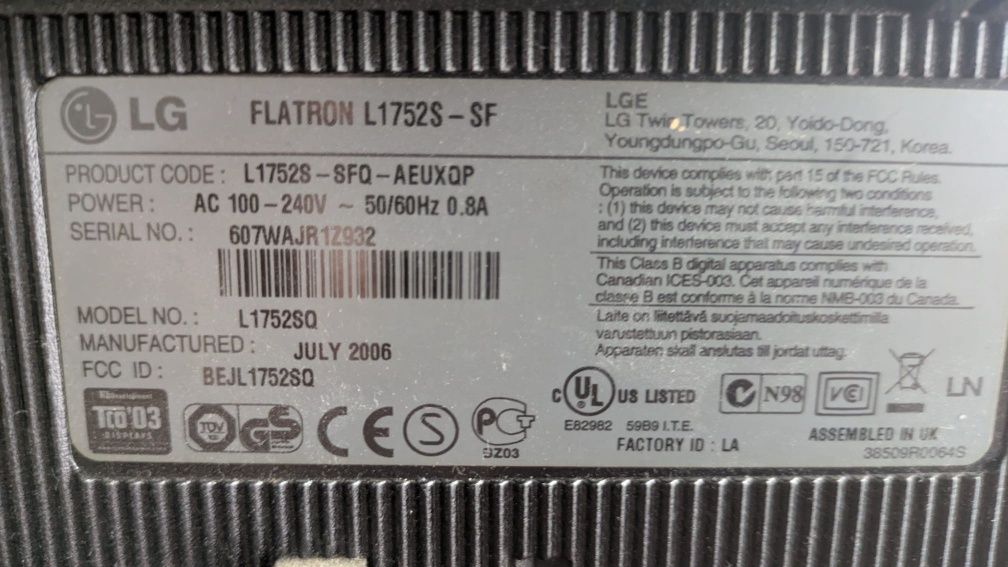 LG FLATRON L1752S-SF
LGE
LG Twin Towers, 20, Yoido-Dong,
Youngdungpo-Gu, Seoul, 150-721, Korea.
PRODUCT CODE : L1752S-SFQ-AEUXQP
POWER : AC 100-240V ~ 50/60Hz 0.8A
SERIAL NO. : 607WAJR1Z932
MODEL NO. : L1752SQ
MANUFACTURED : JULY 2006
FCC ID : BEJL1752SQ
This device complies with part 15 of the FCC Rules.
Operation is subject to the following two conditions
: (1) this device may not cause harmful interference,
and (2) this device must accept any interference received,
including interference that may cause undesired operation.
This Class B digital apparatus complies with
Canadian ICES-003. Cet appareil numérique de la
classe B est conforme à la norme NMB-003 du Canada.
Laite on liitettävä suojamaadoituskoskettimilla
varustettuun pistorasiaan.
Apparaten skall anslutas till jordat uttag.
TCO'03
DISPLAYS
TÜV GS CE S PCT
BZ03
C UL US LISTED
E82982 59B9 I.T.E.
FACTORY ID : LA
N98 VCI LN
ASSEMBLED IN UK
38509R0064S